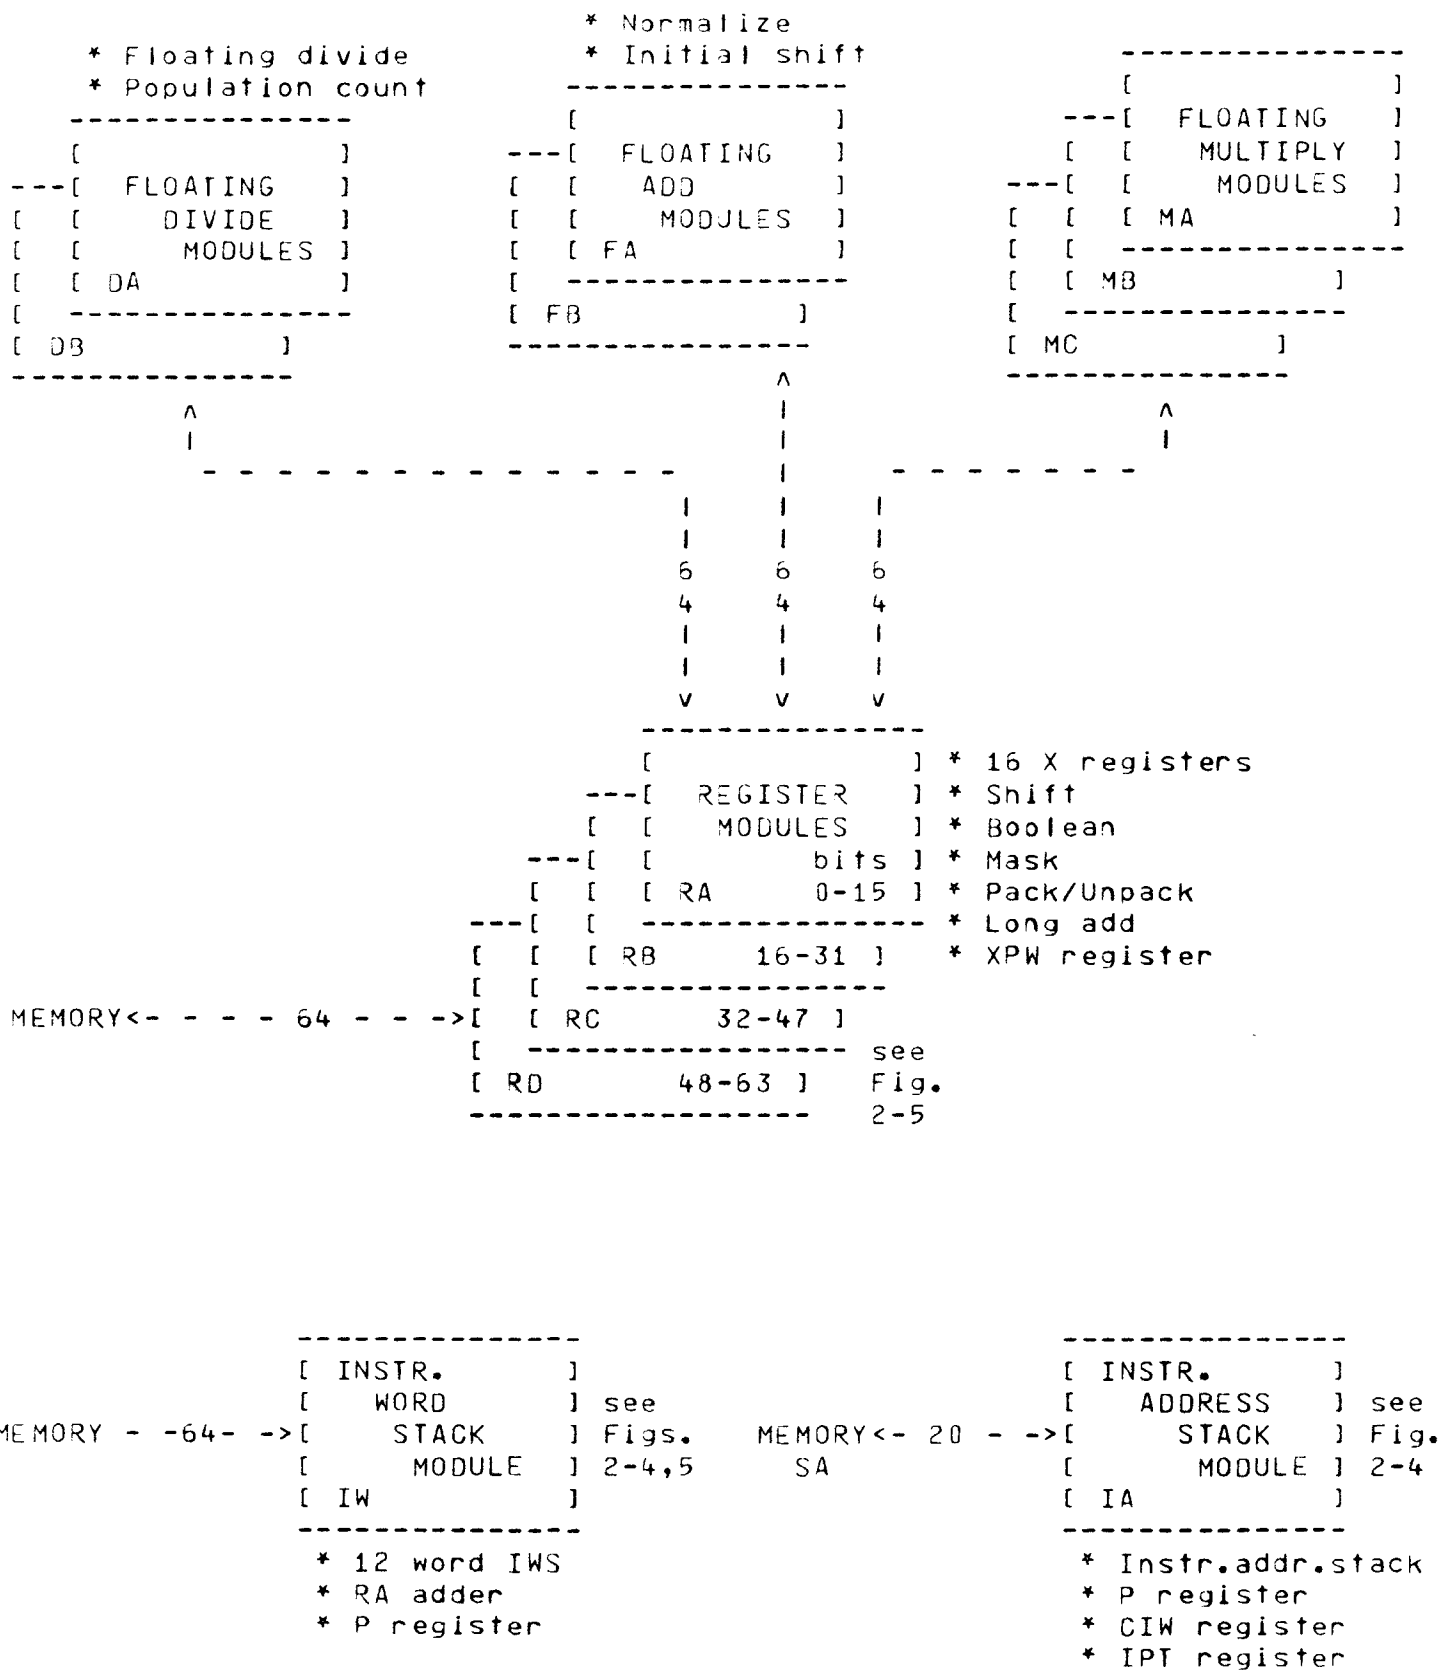 * Normalize
* Floating divide * Initial shift
* Population count
FLOATING
FLOATING MULTIPLY
FLOATING ADD MODULES
DIVIDE MODULES MA
MODULES FA
DA MB
FB
DB MC
6 6 6
4 4 4
* 16 X registers
REGISTER * Shift
MODULES * Boolean
bits * Mask
RA 0-15 * Pack/Unpack
* Long add
RB 16-31 * XPW register
MEMORY<- - - - 64 - - -> RC 32-47
see
RD 48-63 Fig.
2-5
INSTR. INSTR.
WORD see ADDRESS see
MEMORY - -64- -> STACK Figs. MEMORY<- 20 - -> STACK Fig.
MODULE 2-4,5 SA MODULE 2-4
IW IA
* 12 word IWS * Instr.addr.stack
* RA adder * P register
* P register * CIW register
* IPT register